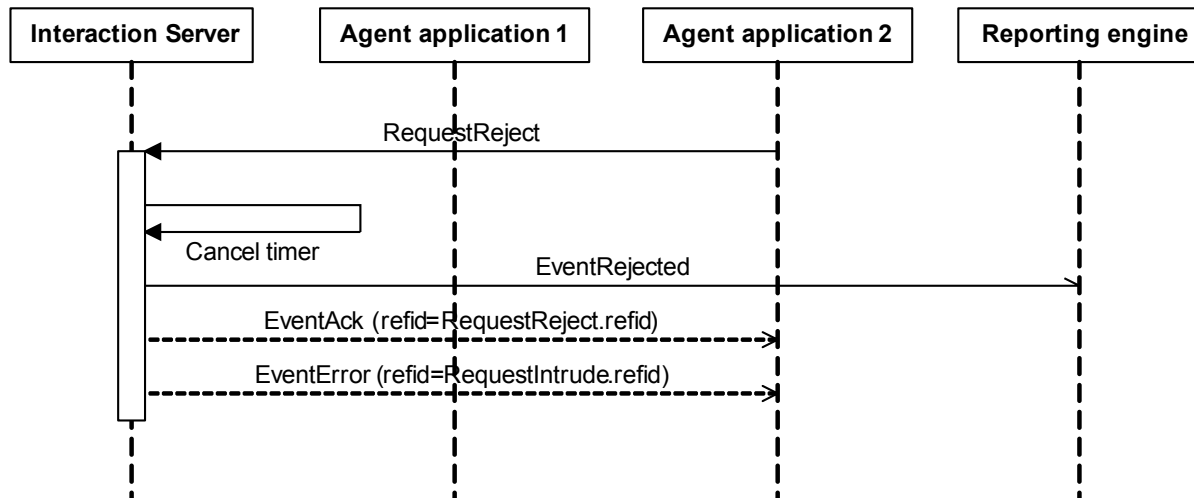 Interaction Server
Agent application 1
Agent application 2
Reporting engine
RequestReject
Cancel timer
EventRejected
EventAck (refid=RequestReject.refid)
EventError (refid=RequestIntrude.refid)